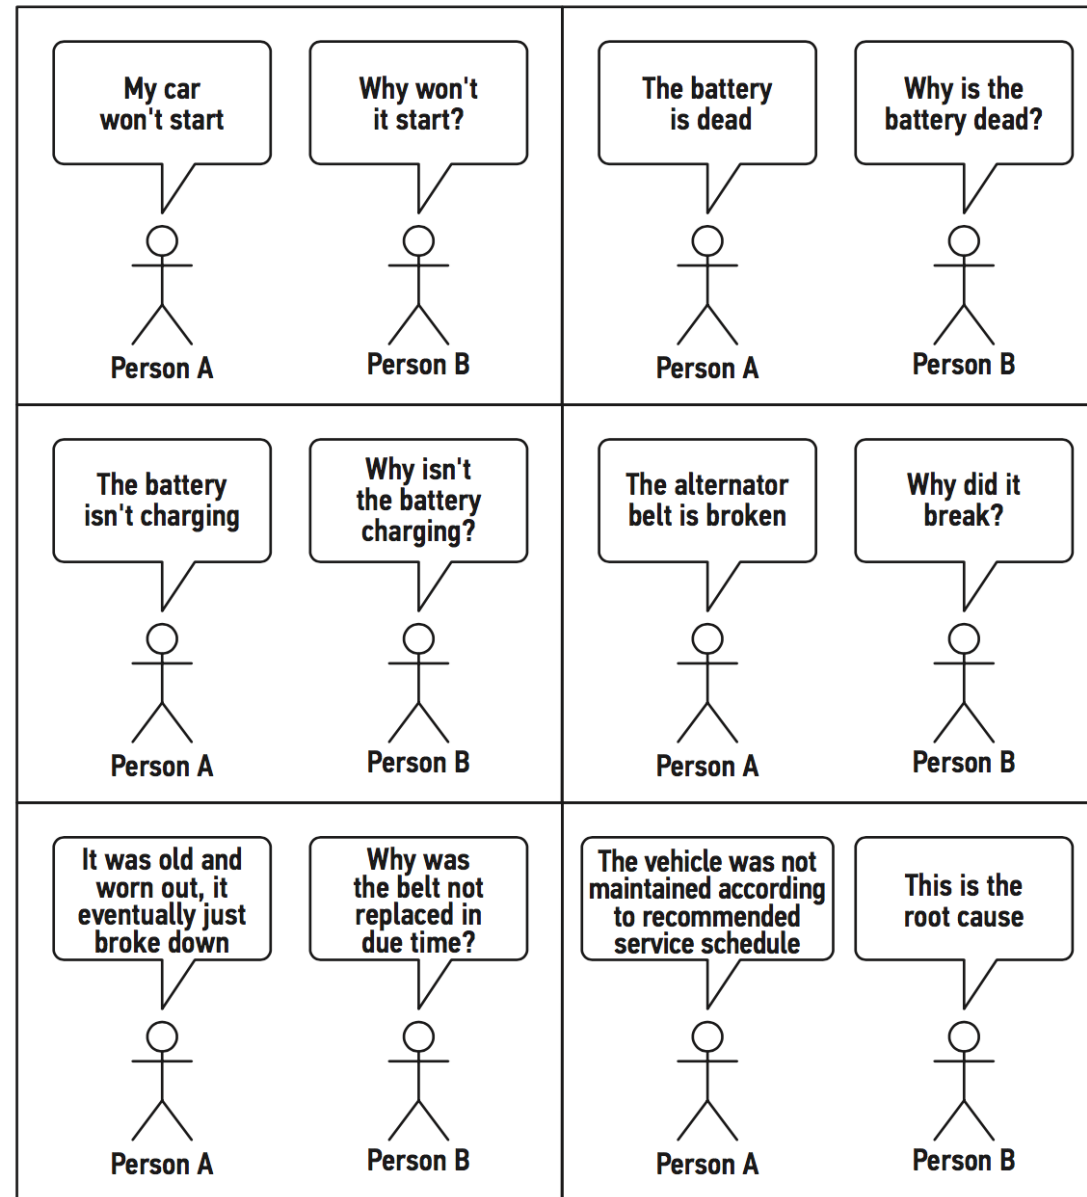 My car
won't start
Why won't
it start?
Person A
Person B
The battery
is dead
Why is the
battery dead?
Person A
Person B
The battery
isn't charging
Why isn't
the battery
charging?
Person A
Person B
The alternator
belt is broken
Why did it
break?
Person A
Person B
It was old and
worn out, it
eventually just
broke down
Why was
the belt not
replaced in
due time?
Person A
Person B
The vehicle was not
maintained according
to recommended
service schedule
This is the
root cause
Person A
Person B